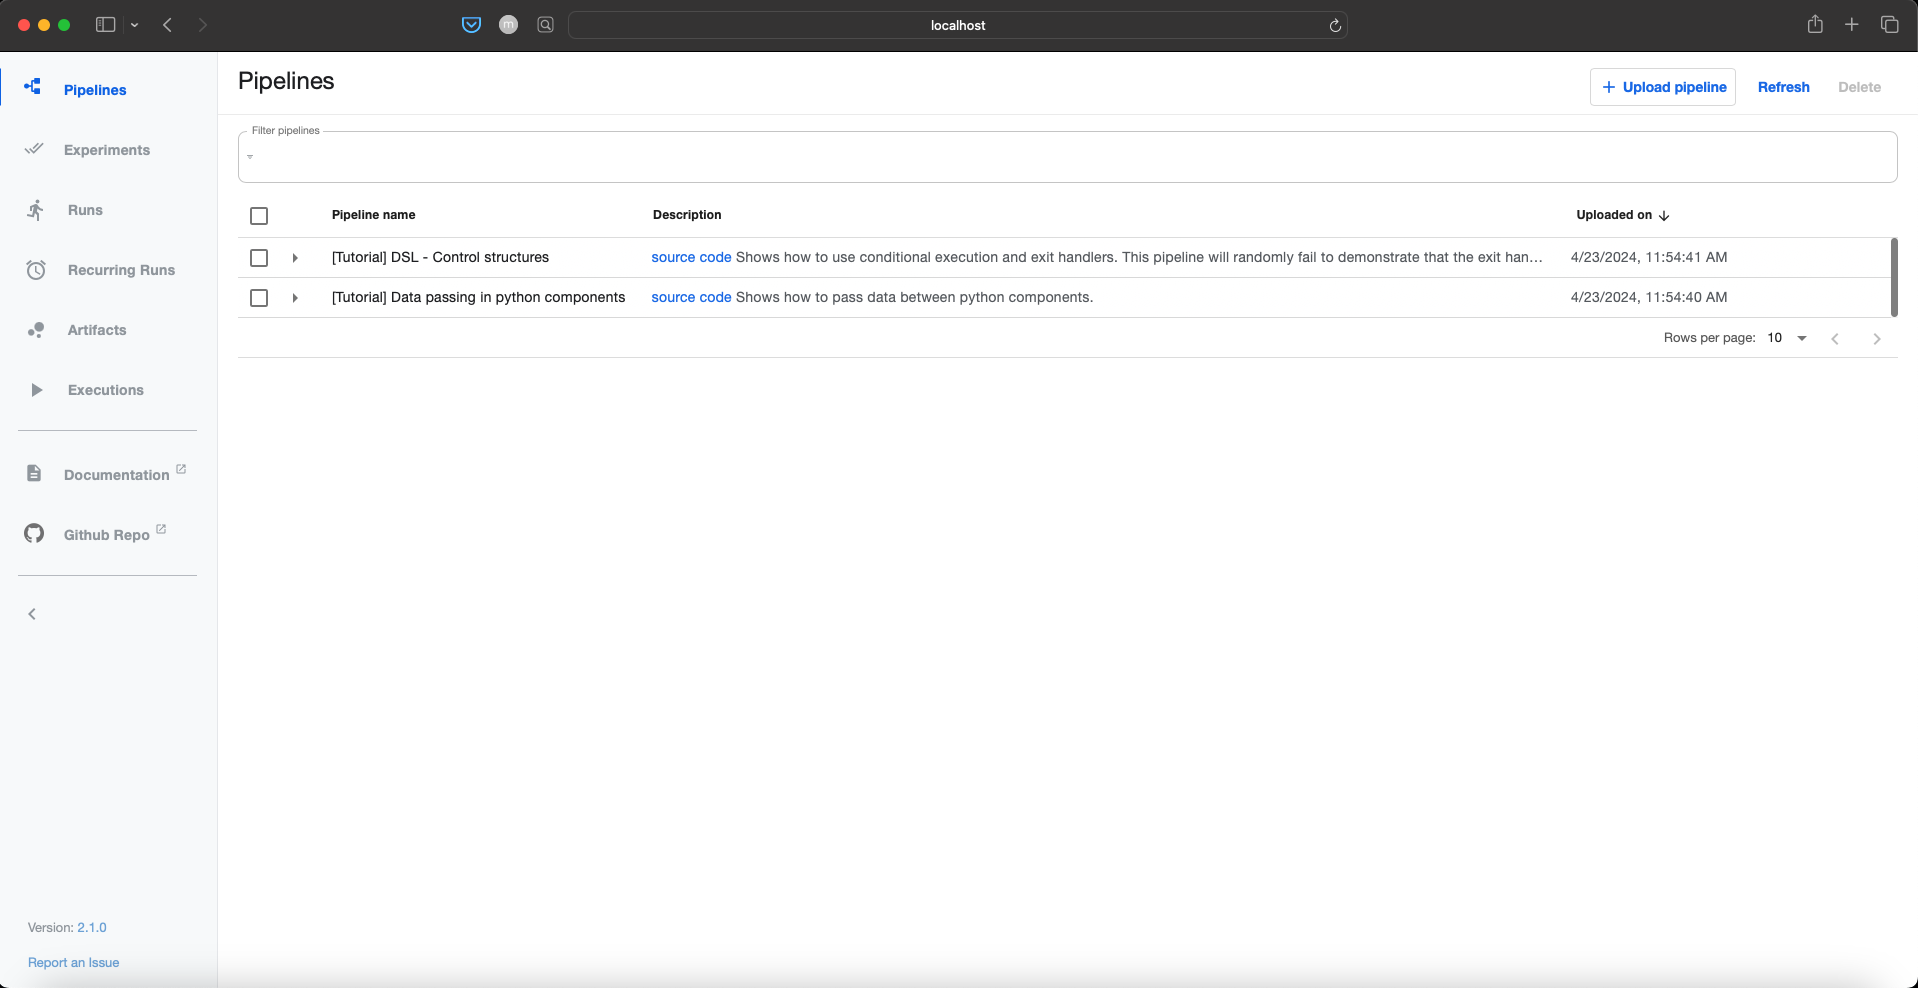 localhost
m
Pipelines
Experiments
Runs
Recurring Runs
Artifacts
Executions
Documentation
Github Repo
Version: 2.1.0
Report an Issue
Pipelines
+ Upload pipeline
Refresh
Delete
Filter pipelines
Pipeline name Description Uploaded on
[Tutorial] DSL - Control structures source code Shows how to use conditional execution and exit handlers. This pipeline will randomly fail to demonstrate that the exit han... 4/23/2024, 11:54:41 AM
[Tutorial] Data passing in python components source code Shows how to pass data between python components. 4/23/2024, 11:54:40 AM
Rows per page: 10